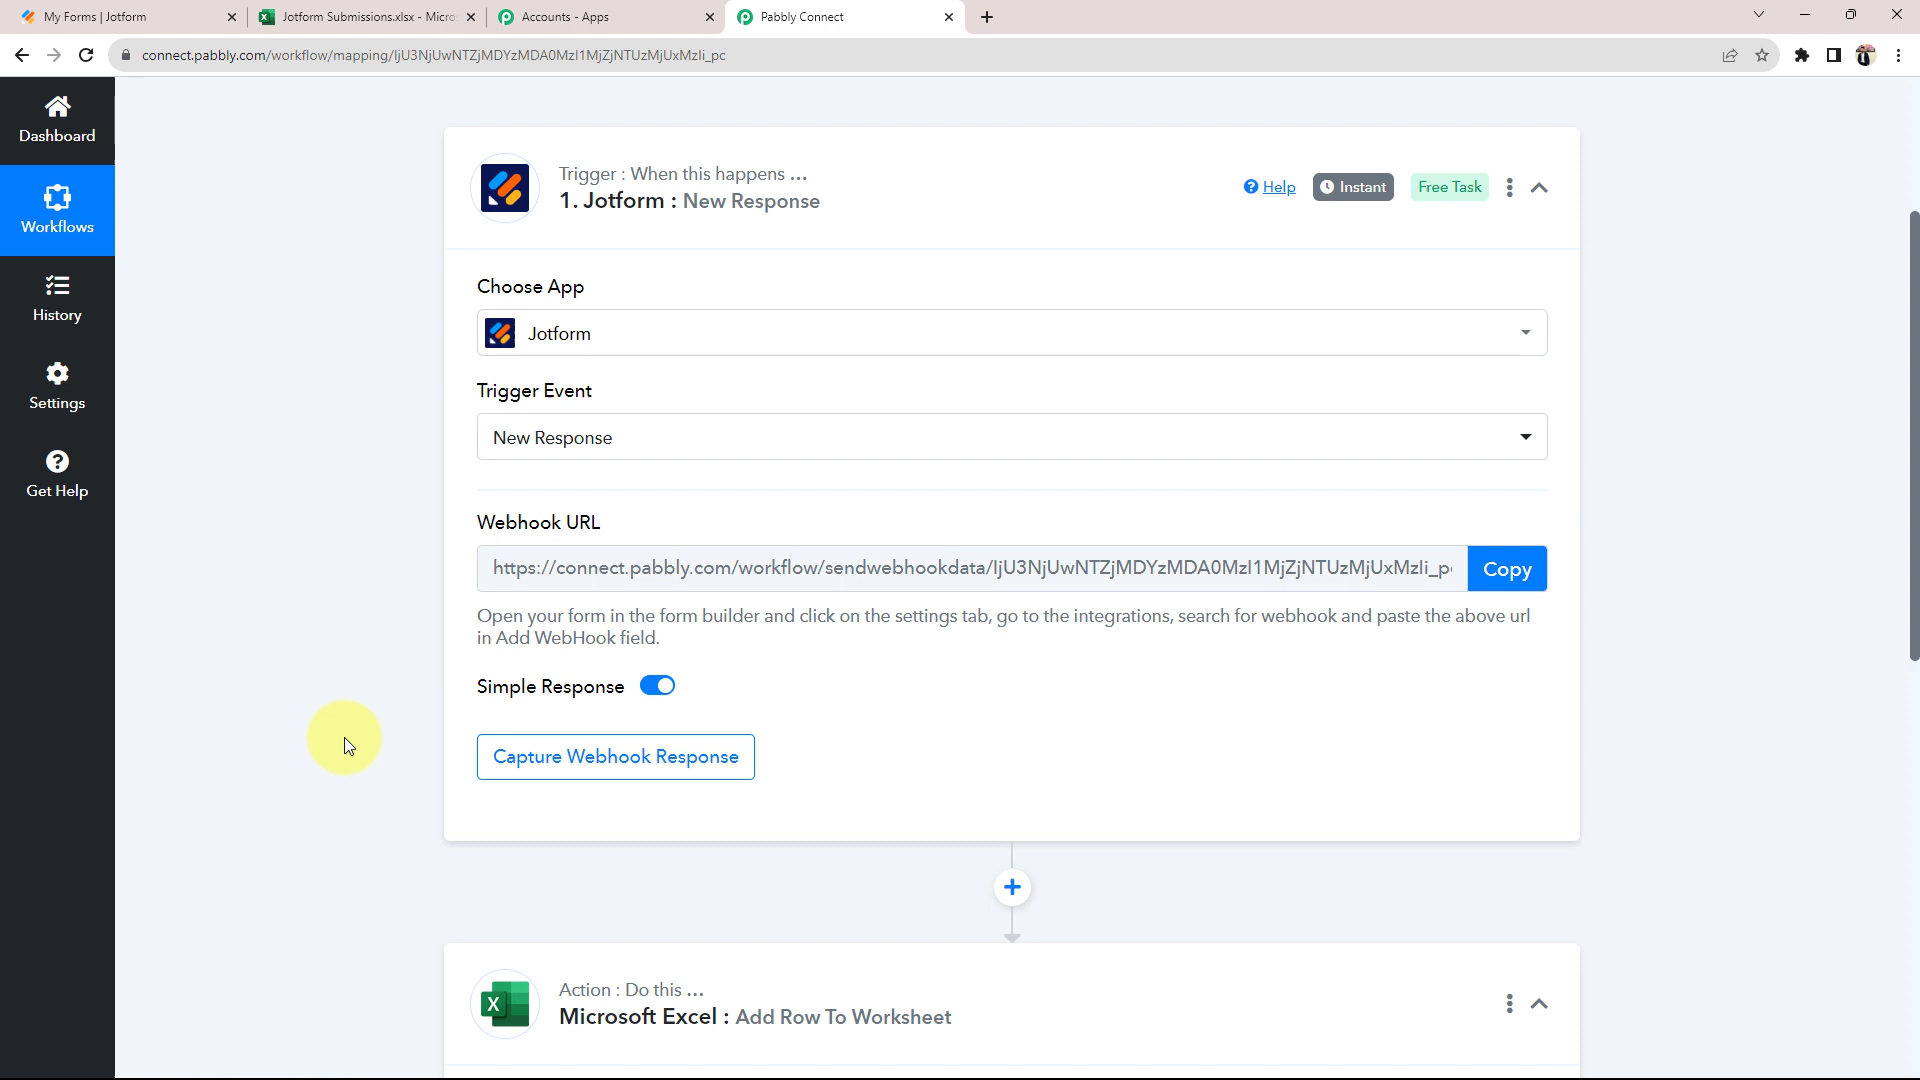 My Forms | Jotform
Jotform Submissions.xlsx - Micros
Accounts - Apps
Pabbly Connect
connect.pabbly.com/workflow/mapping/IjU3NjUwNTZjMDYzMDA0MzI1MjZjNTUzMjUxMzIi_pc
Dashboard
Workflows
History
Settings
Get Help
Trigger : When this happens ...
1. Jotform : New Response
Help
Instant
Free Task
Choose App
Jotform
Trigger Event
New Response
Webhook URL
https://connect.pabbly.com/workflow/sendwebhookdata/IjU3NjUwNTZjMDYzMDA0MzI1MjZjNTUzMjUxMzIi_p
Copy
Open your form in the form builder and click on the settings tab, go to the integrations, search for webhook and paste the above url
in Add WebHook field.
Simple Response
Capture Webhook Response
Action : Do this ...
Microsoft Excel : Add Row To Worksheet